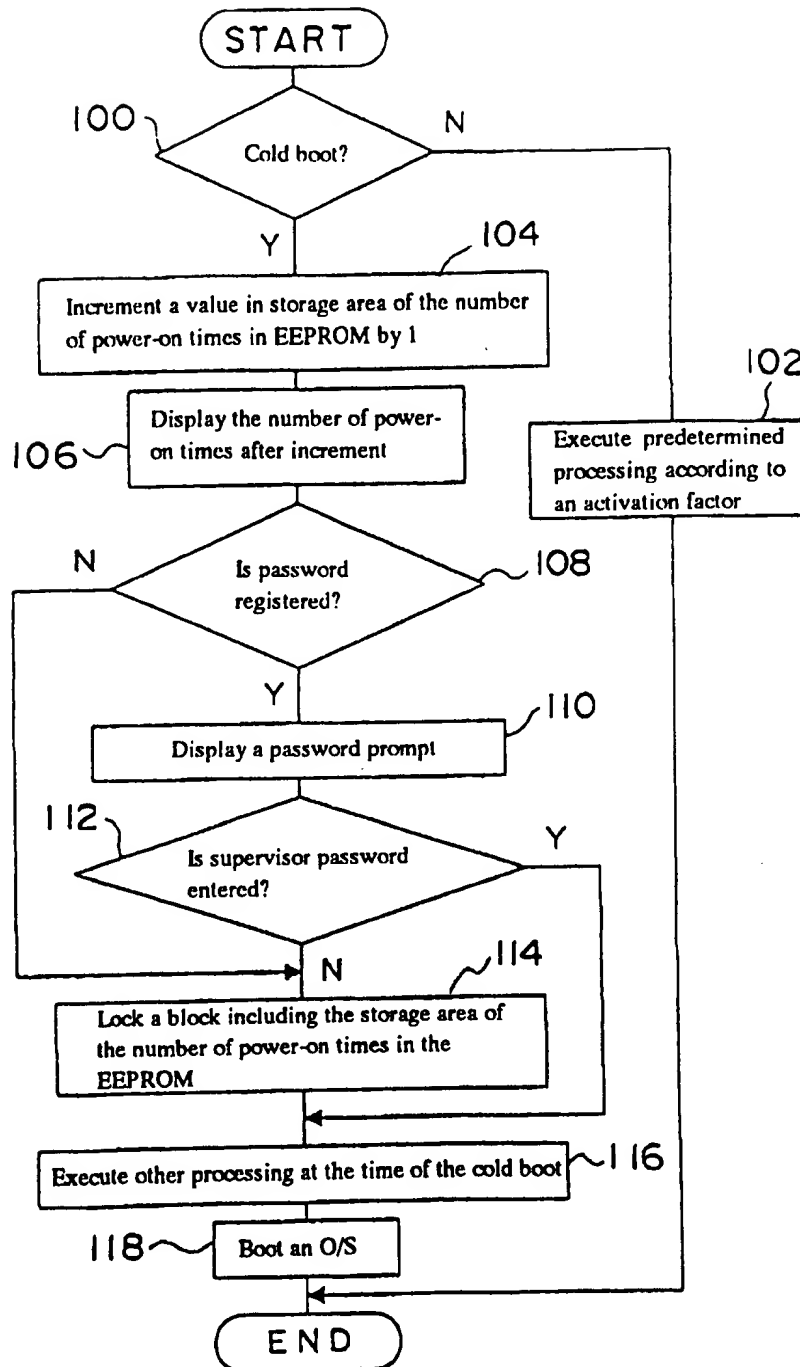 START
100
N
Cold boot?
Y
104
Increment a value in storage area of the number
of power-on times in EEPROM by 1
102
Display the number of power-
on times after increment
106
Execute predetermined
processing according to
an activation factor
N
Is password
registered?
108
Y
110
Display a password prompt
112
Y
Is supervisor password
entered?
N
114
Lock a block including the storage area of
the number of power-on times in the
EEPROM
Execute other processing at the time of the cold boot
116
118
Boot an O/S
END